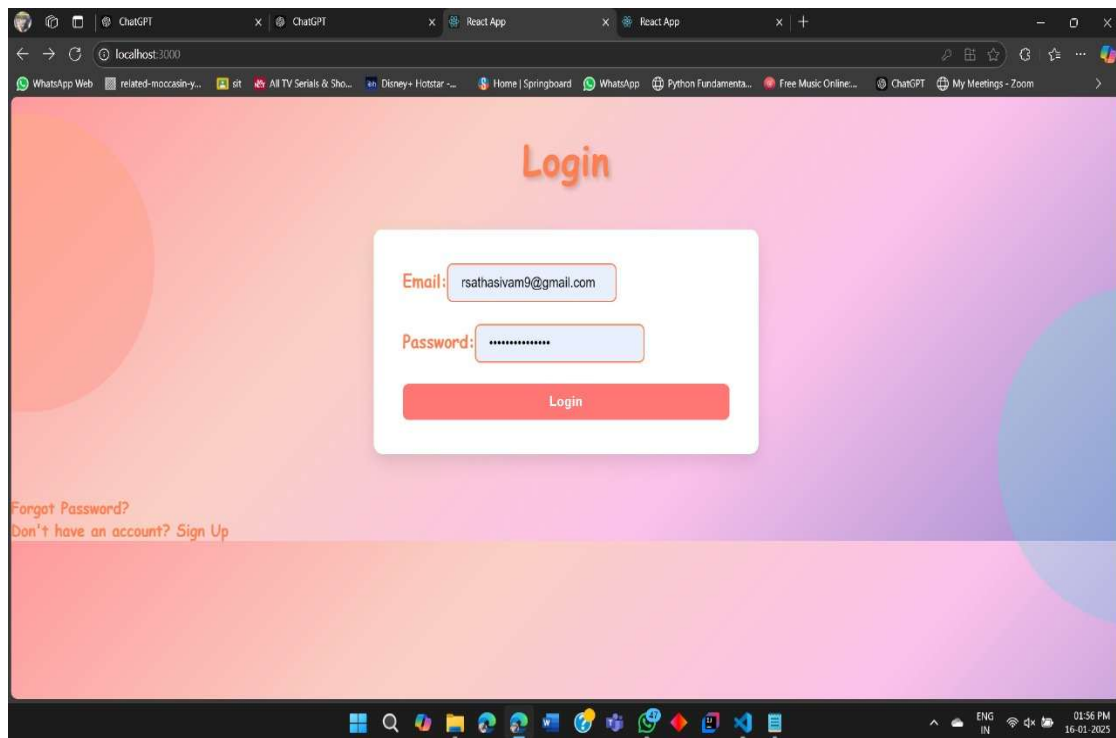 ChatGPT
ChatGPT
React App
React App
localhost:3000
WhatsApp Web related-moccasin-y... sit All TV Serials & Sho... Disney+ Hotstar -... Home | Springboard WhatsApp Python Fundamenta... Free Music Online:... ChatGPT My Meetings - Zoom
Login
Email: rsathasivam9@gmail.com
Password: •••••••••••••••
Login
Forgot Password?
Don't have an account? Sign Up
ENG
IN
01:56 PM
16-01-2025